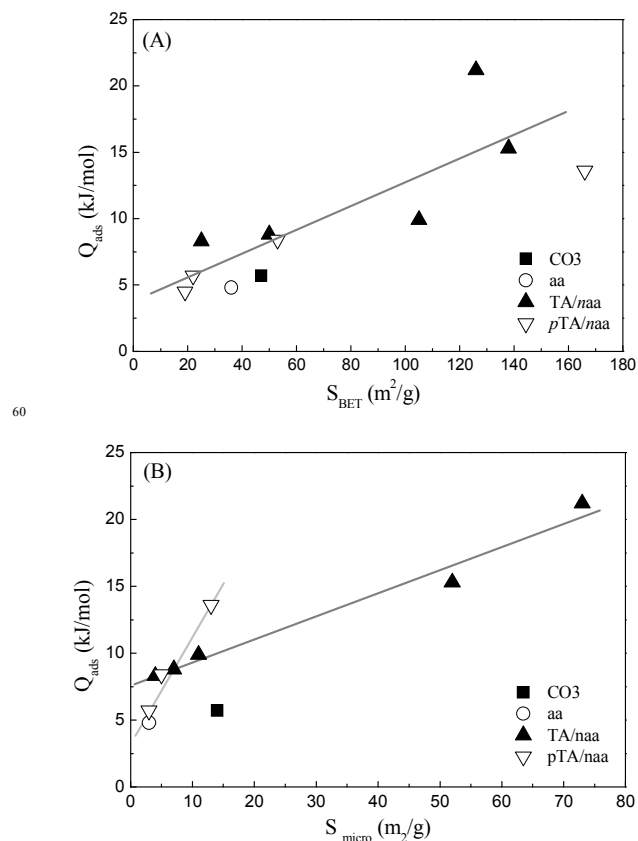 (A)
25
20
15
10
5
0
Q_ads (kJ/mol)
CO3
aa
TA/naa
pTA/naa
0 20 40 60 80 100 120 140 160 180
S_BET (m²/g)
60
(B)
25
20
15
10
5
0
Q_ads (kJ/mol)
CO3
aa
TA/naa
pTA/naa
0 10 20 30 40 50 60 70 80
S_micro (m₂/g)